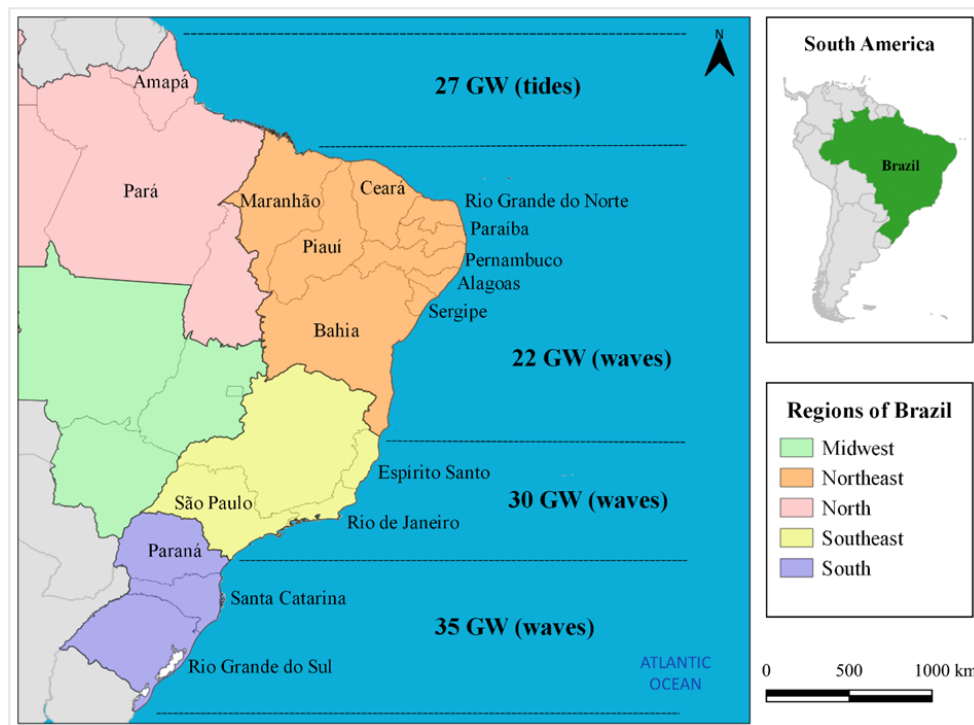 N
South America
Brazil
Amapá
27 GW (tides)
Pará
Maranhão
Ceará
Rio Grande do Norte
Paraíba
Piauí
Pernambuco
Alagoas
Sergipe
Bahia
22 GW (waves)
Regions of Brazil
Midwest
Northeast
North
Southeast
South
Espírito Santo
São Paulo
30 GW (waves)
Rio de Janeiro
Paraná
Santa Catarina
35 GW (waves)
Rio Grande do Sul
ATLANTIC
OCEAN
0 500 1000 km